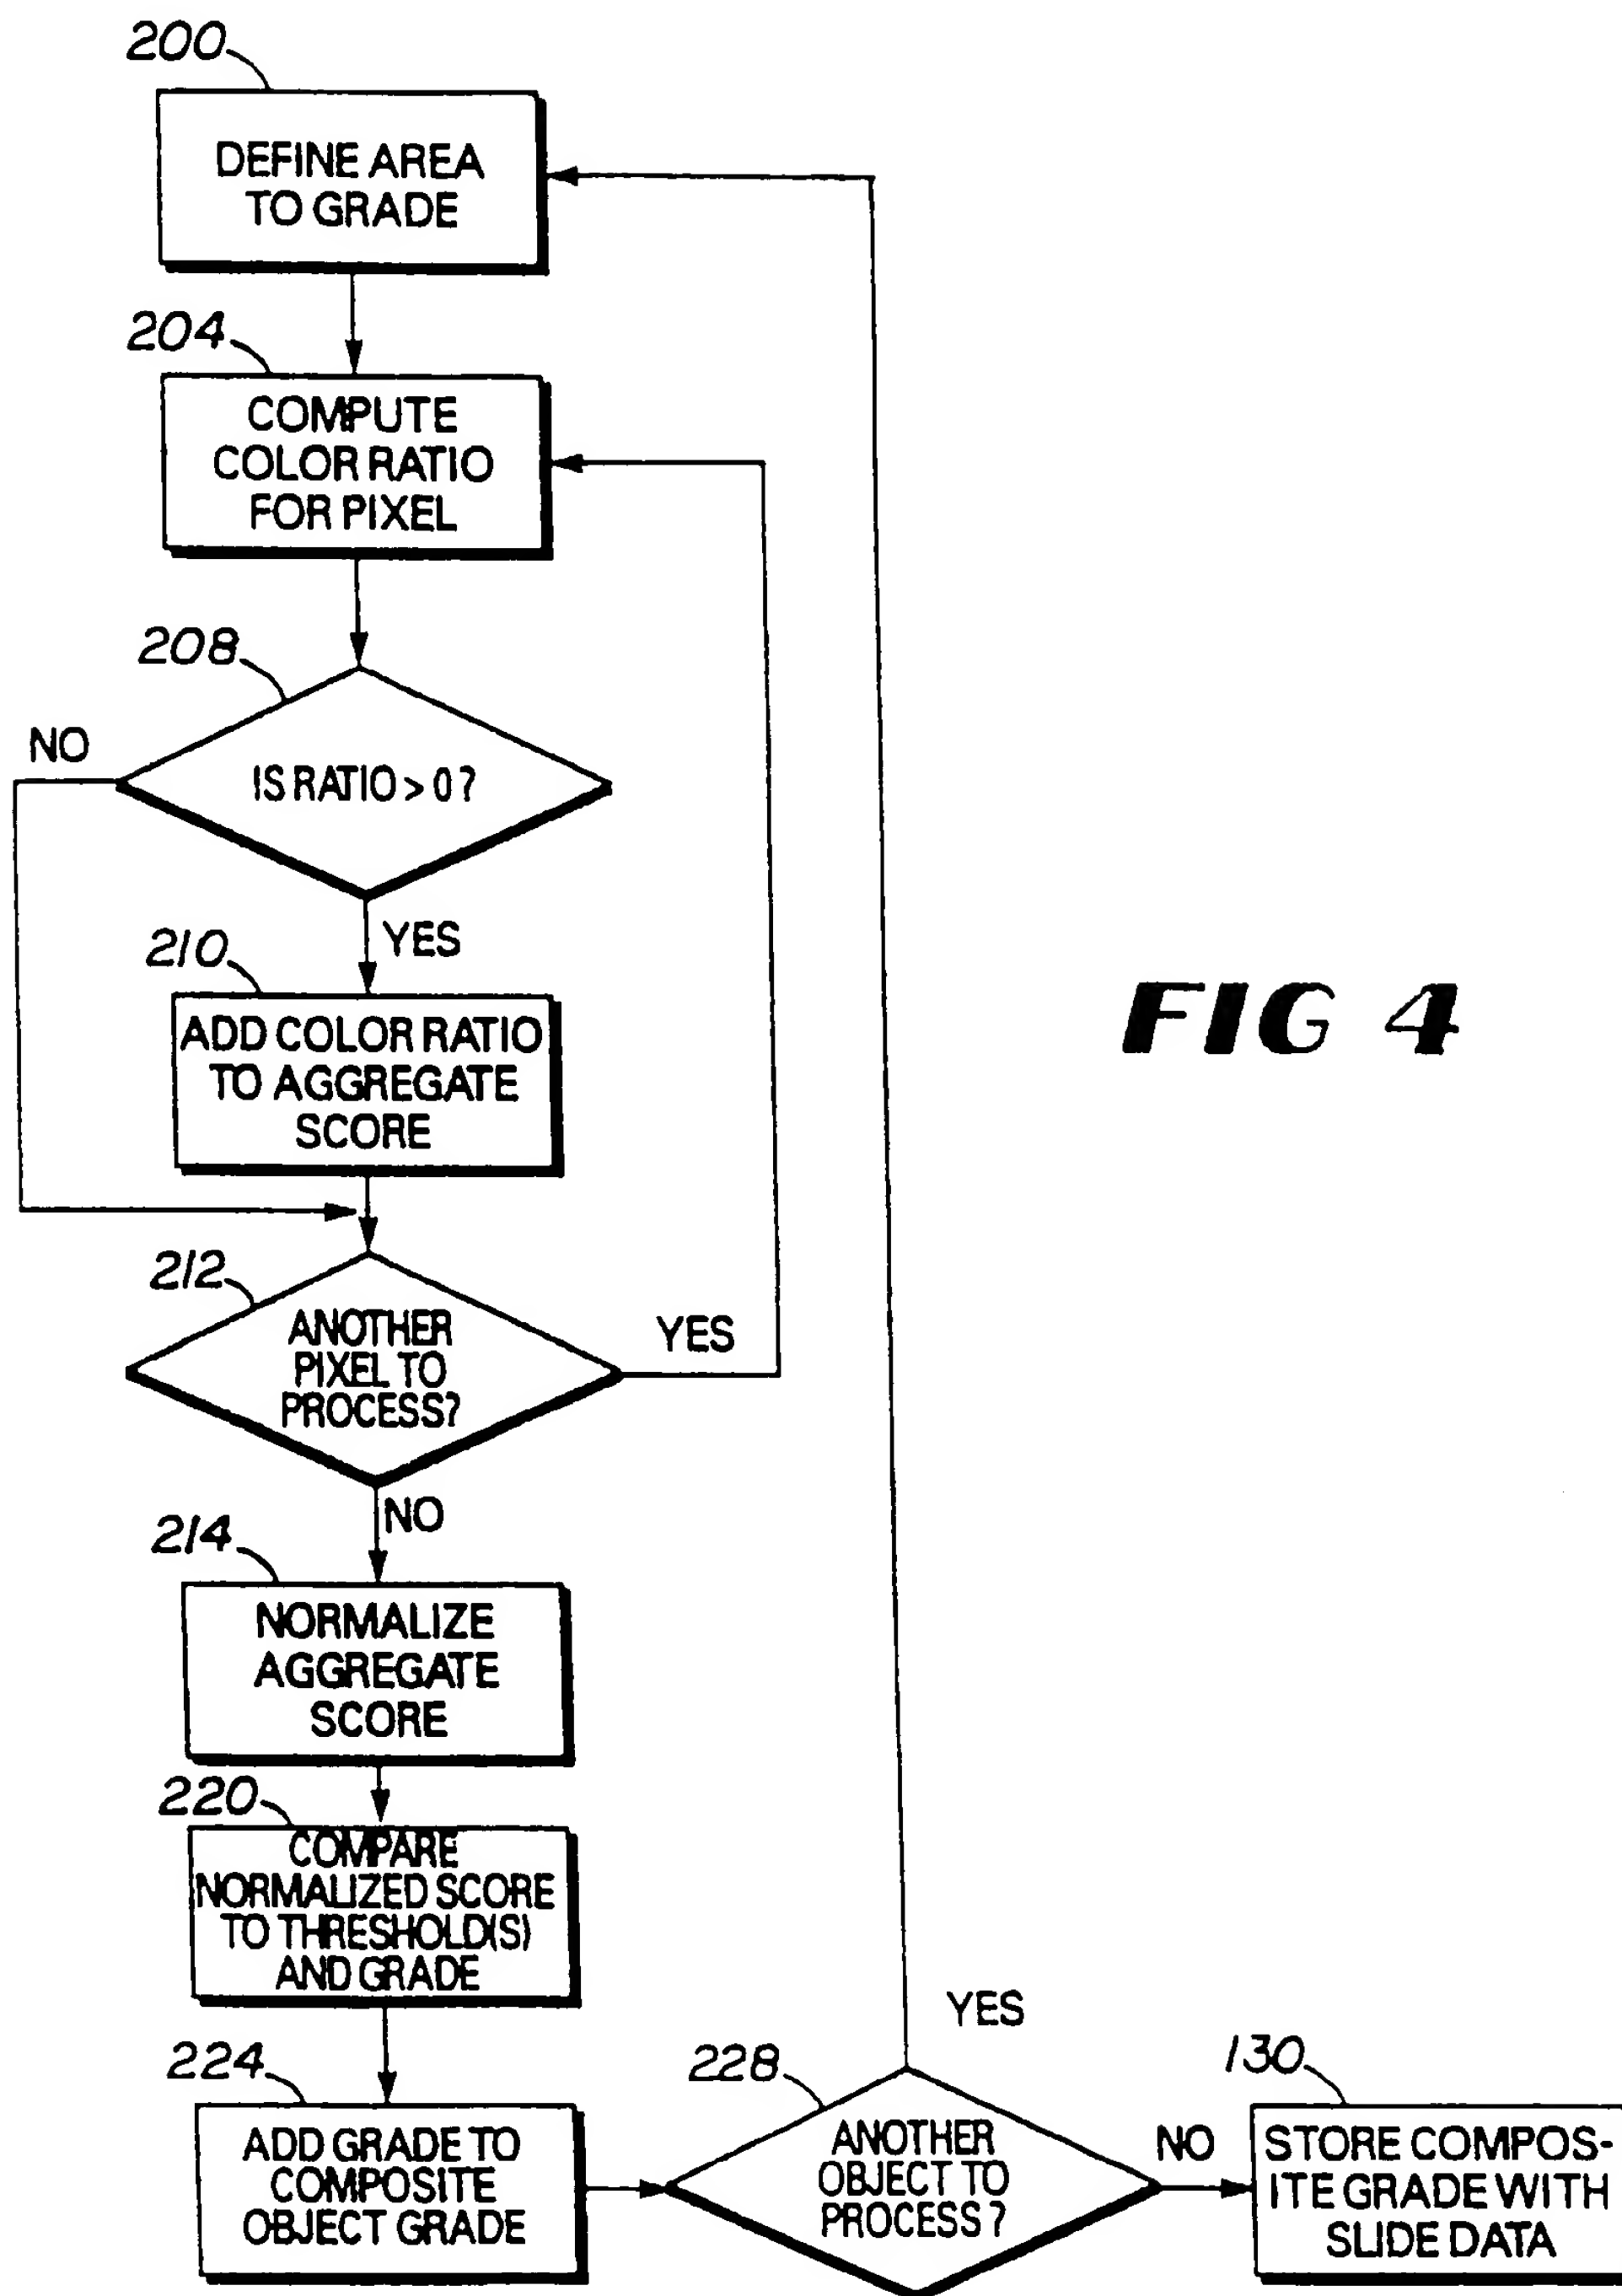 200
DEFINE AREA
TO GRADE
204
COMPUTE
COLOR RATIO
FOR PIXEL
208
NO
IS RATIO > 0 ?
YES
210
ADD COLOR RATIO
TO AGGREGATE
SCORE
FIG 4
212
ANOTHER
PIXEL TO
PROCESS?
YES
NO
214
NORMALIZE
AGGREGATE
SCORE
220
COMPARE
NORMALIZED SCORE
TO THRESHOLD(S)
AND GRADE
YES
224
ADD GRADE TO
COMPOSITE
OBJECT GRADE
228
ANOTHER
OBJECT TO
PROCESS ?
NO
130
STORE COMPOS-
ITE GRADE WITH
SLIDE DATA